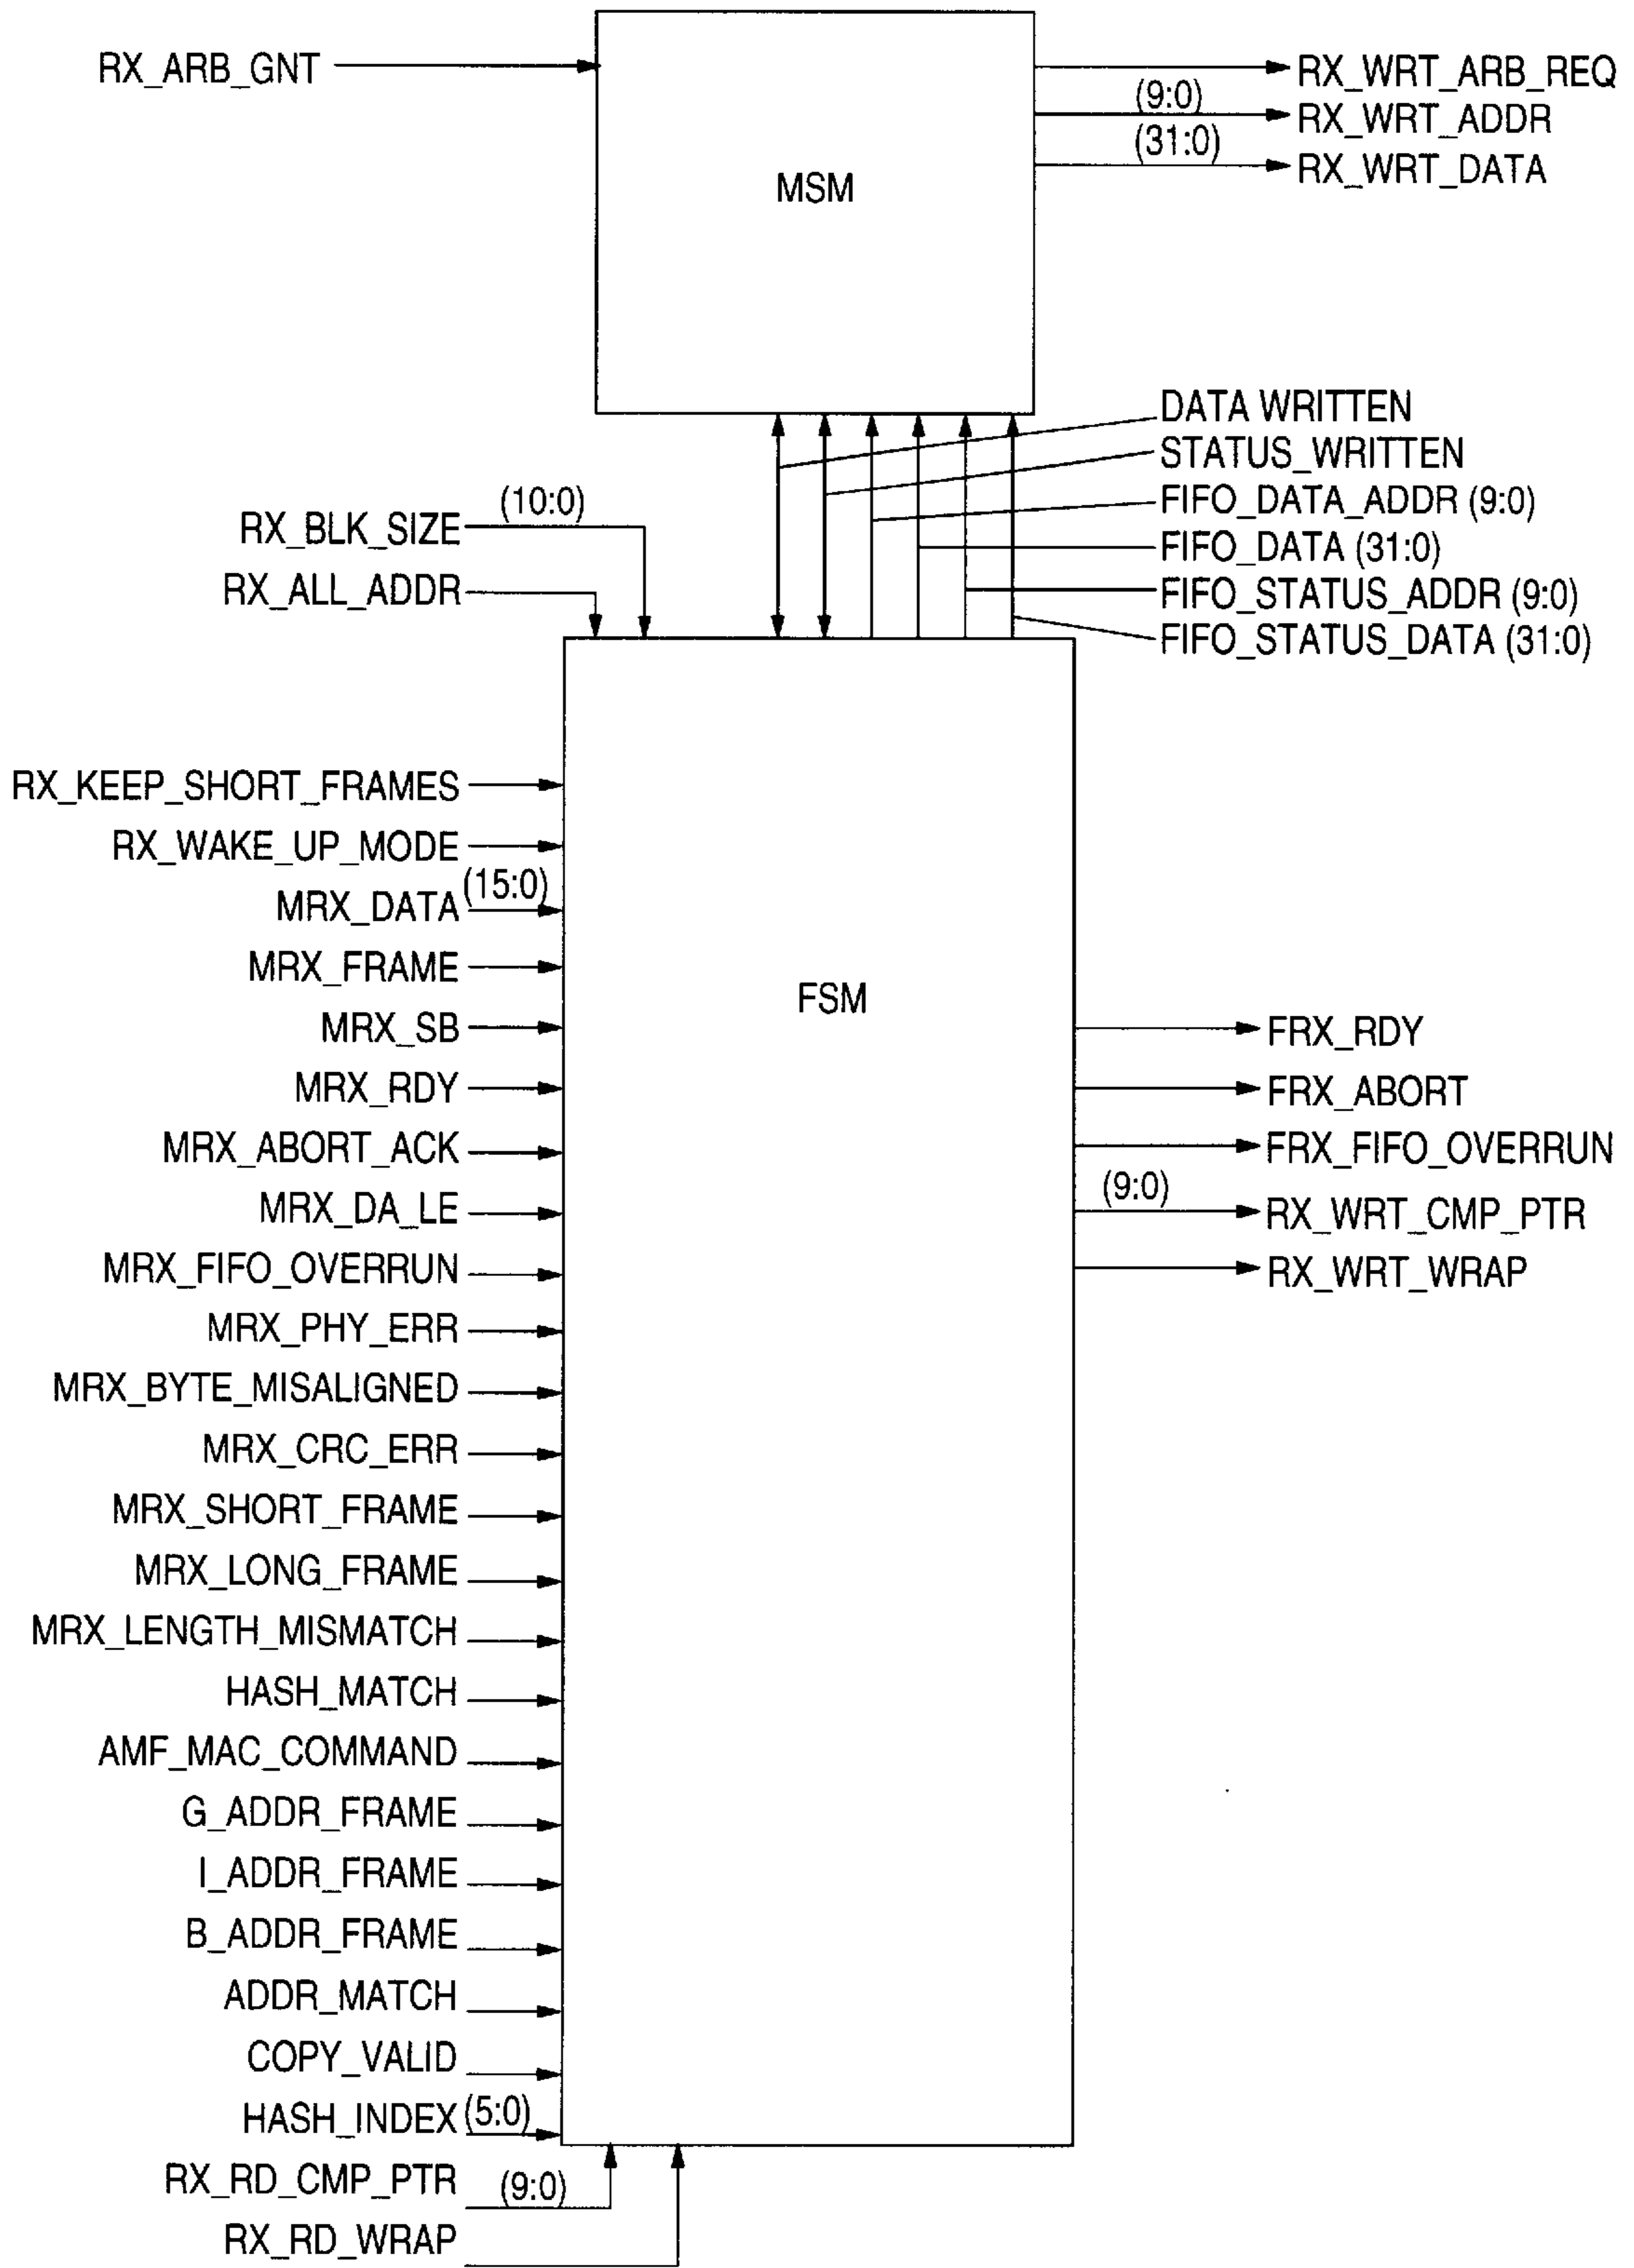 RX_ARB_GNT
RX_WRT_ARB_REQ
(9:0)
RX_WRT_ADDR
(31:0)
RX_WRT_DATA
MSM
DATA WRITTEN
STATUS_WRITTEN
FIFO_DATA_ADDR (9:0)
FIFO_DATA (31:0)
FIFO_STATUS_ADDR (9:0)
FIFO_STATUS_DATA (31:0)
RX_BLK_SIZE (10:0)
RX_ALL_ADDR
RX_KEEP_SHORT_FRAMES
RX_WAKE_UP_MODE
MRX_DATA (15:0)
MRX_FRAME
FSM
MRX_SB
MRX_RDY
MRX_ABORT_ACK
MRX_DA_LE
MRX_FIFO_OVERRUN
MRX_PHY_ERR
MRX_BYTE_MISALIGNED
MRX_CRC_ERR
MRX_SHORT_FRAME
MRX_LONG_FRAME
MRX_LENGTH_MISMATCH
HASH_MATCH
AMF_MAC_COMMAND
G_ADDR_FRAME
I_ADDR_FRAME
B_ADDR_FRAME
ADDR_MATCH
COPY_VALID
HASH_INDEX (5:0)
RX_RD_CMP_PTR (9:0)
RX_RD_WRAP
FRX_RDY
FRX_ABORT
FRX_FIFO_OVERRUN
(9:0)
RX_WRT_CMP_PTR
RX_WRT_WRAP